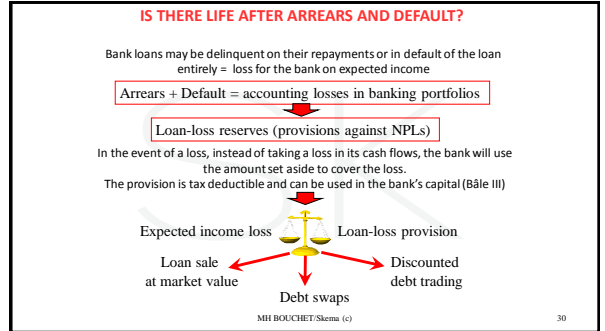 IS THERE LIFE AFTER ARREARS AND DEFAULT?
Bank loans may be delinquent on their repayments or in default of the loan
entirely = loss for the bank on expected income
Arrears + Default = accounting losses in banking portfolios
Loan-loss reserves (provisions against NPLs)
In the event of a loss, instead of taking a loss in its cash flows, the bank will use
the amount set aside to cover the loss.
The provision is tax deductible and can be used in the bank's capital (Bâle III)
Expected income loss
Loan-loss provision
Loan sale
at market value
Debt swaps
Discounted
debt trading
MH BOUCHET/Skema (c)
30